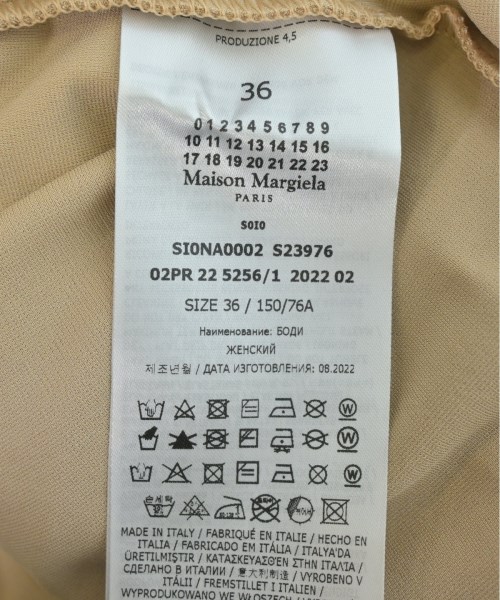 PRODUZIONE 4,5
36
0 1 2 3 4 5 6 7 8 9
10 11 12 13 14 15 16
17 18 19 20 21 22 23
Maison Margiela
PARIS
S0I0
SI0NA0002 S23976
02PR 22 5256/1 2022 02
SIZE 36 / 150/76A
Наименование: БОДИ
ЖЕНСКИЙ
제조년월 / ДАТА ИЗГОТОВЛЕНИЯ: 08.2022
MADE IN ITALY / FABRIQUÉ EN ITALIE / HECHO EN
ITALIA / FABRICADO EM ITÁLIA / ITALYA'DA
ÜRETILMIŞTIR / ΚΑΤΑΣΚΕΥΑΣΘΕΝ ΣΤΗΝ ΙΤΑΛΙΑ /
СДЕЛАНО В ИТАЛИИ / 意大利制造 / VYROBENO V
ITÁLII / FREMSTILLET I ITALIEN /
WYPRODUKOWANO WE WŁOSZECH